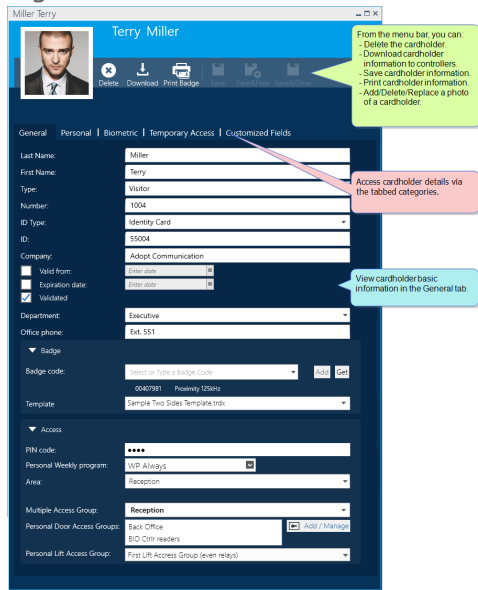 Miller Terry
Terry Miller
Delete Download Print Badge Save Save&New Save&Close
From the menu bar, you can:
- Delete the cardholder.
- Download cardholder
information to controllers.
- Save cardholder information.
- Print cardholder information.
- Add/Delete/Replace a photo
of a cardholder.
General Personal | Biometric | Temporary Access | Customized Fields
Last Name: Miller
First Name: Terry
Type: Visitor
Access cardholder details via
the tabbed categories.
Number: 1004
ID Type: Identity Card
ID: 55004
Company: Adopt Communication
Valid from: Enter date
Expiration date: Enter date
Validated
View cardholder basic
information in the General tab.
Department: Executive
Office phone: Ext. 551
Badge
Badge code: Select or Type a Badge Code Add Get
00407981 Proximity 125kHz
Template Sample Two Sides Template.trdx
Access
PIN code: ••••
Personal Weekly program: WP Always
Area: Reception
Multiple Access Group: Reception
Personal Door Access Groups: Back Office Add / Manage
BIO Ctrlr readers
Personal Lift Access Group: First Lift Accress Group (even relays)